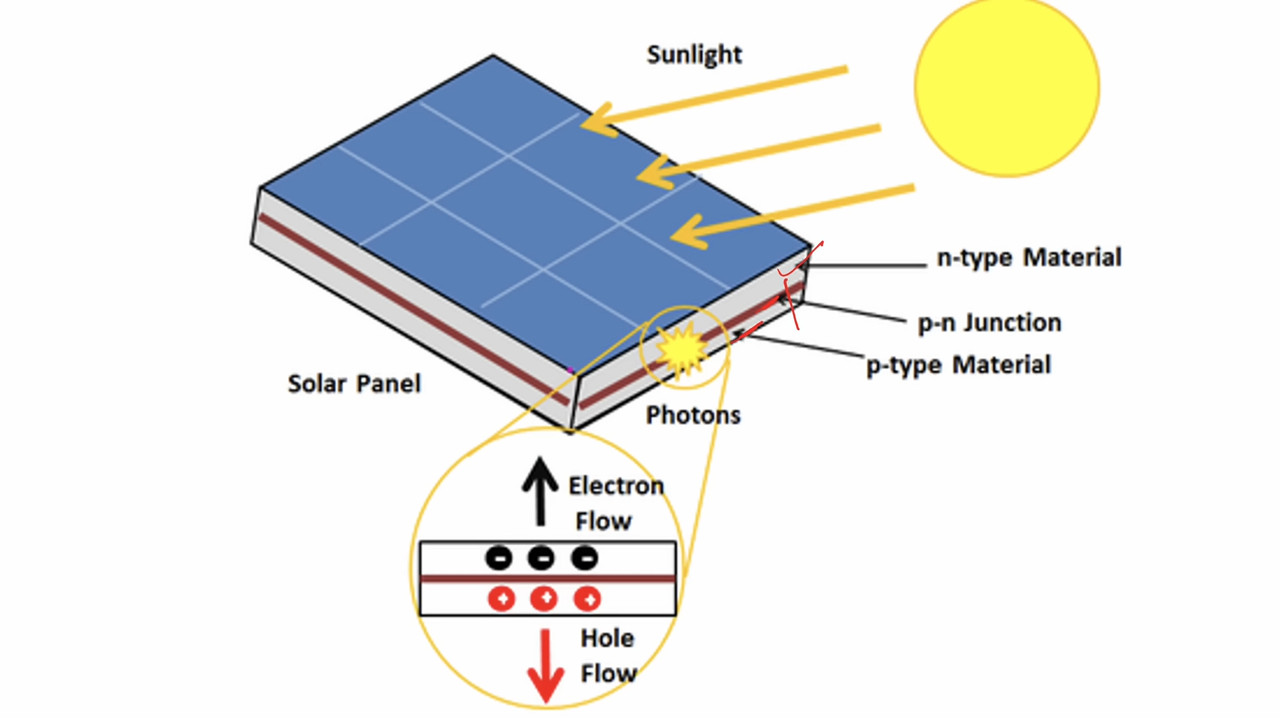 Sunlight
n-type Material
p-n Junction
p-type Material
Solar Panel
Photons
Electron
Flow
Hole
Flow